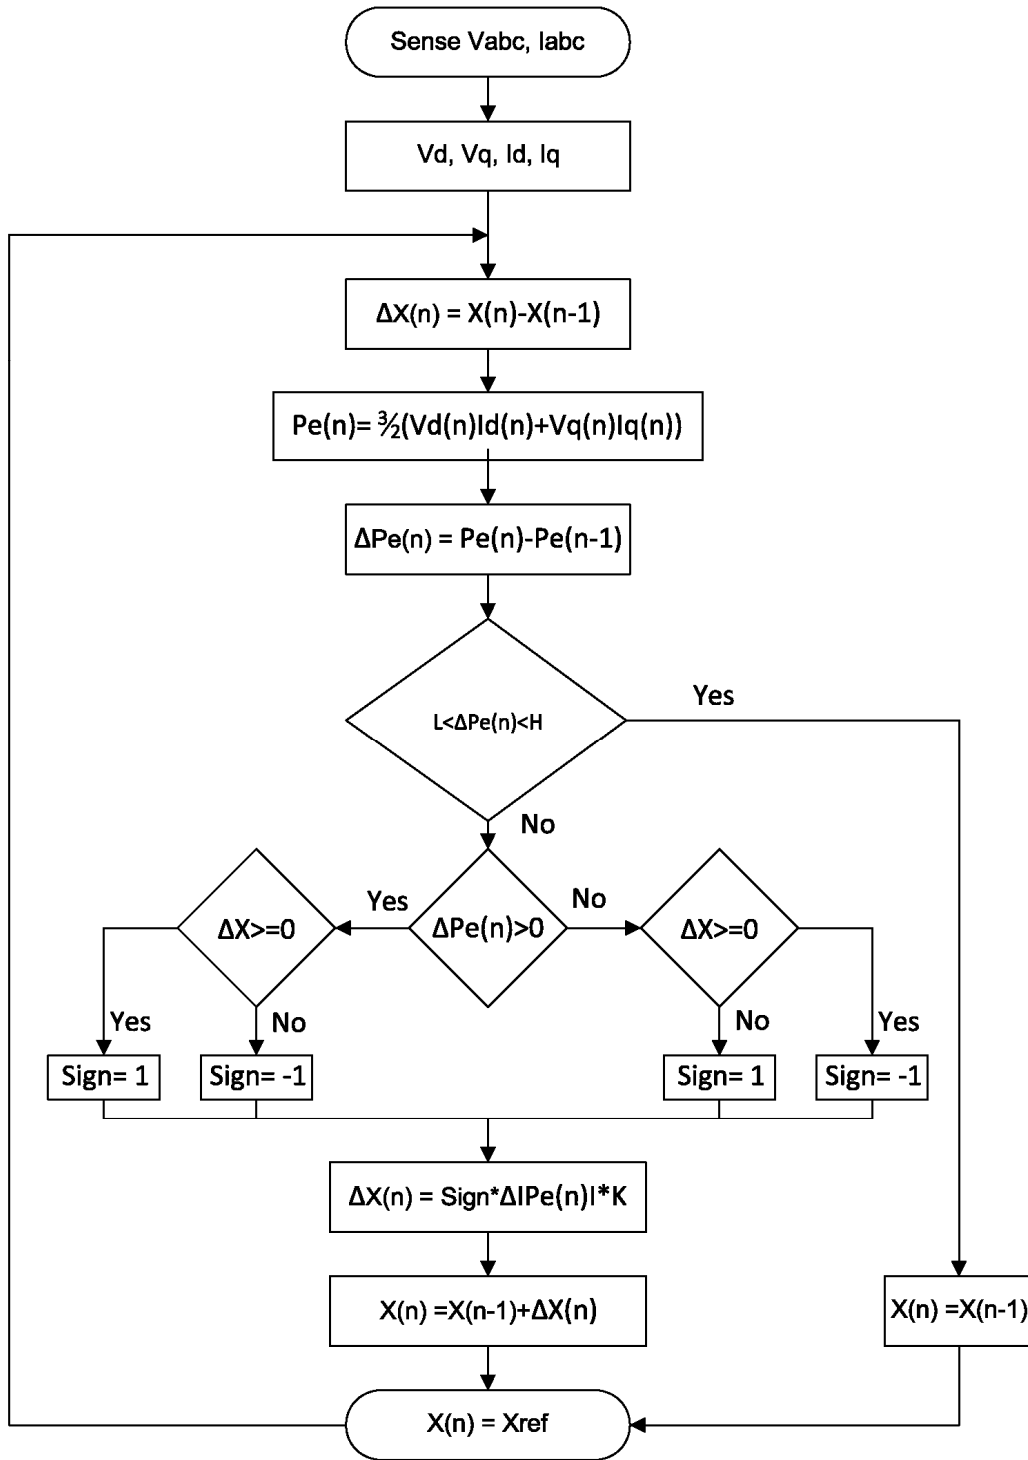 Sense Vabc, Iabc
Vd, Vq, Id, Iq
ΔX(n) = X(n)-X(n-1)
Pe(n)= ³⁄₂(Vd(n)Id(n)+Vq(n)Iq(n))
ΔPe(n) = Pe(n)-Pe(n-1)
L<ΔPe(n)<H
Yes
No
ΔX>=0
Yes
ΔPe(n)>0
No
ΔX>=0
Yes
No
No
Yes
Sign= 1
Sign= -1
Sign= 1
Sign= -1
ΔX(n) = Sign*ΔIPe(n)I*K
X(n) =X(n-1)+ΔX(n)
X(n) =X(n-1)
X(n) = Xref